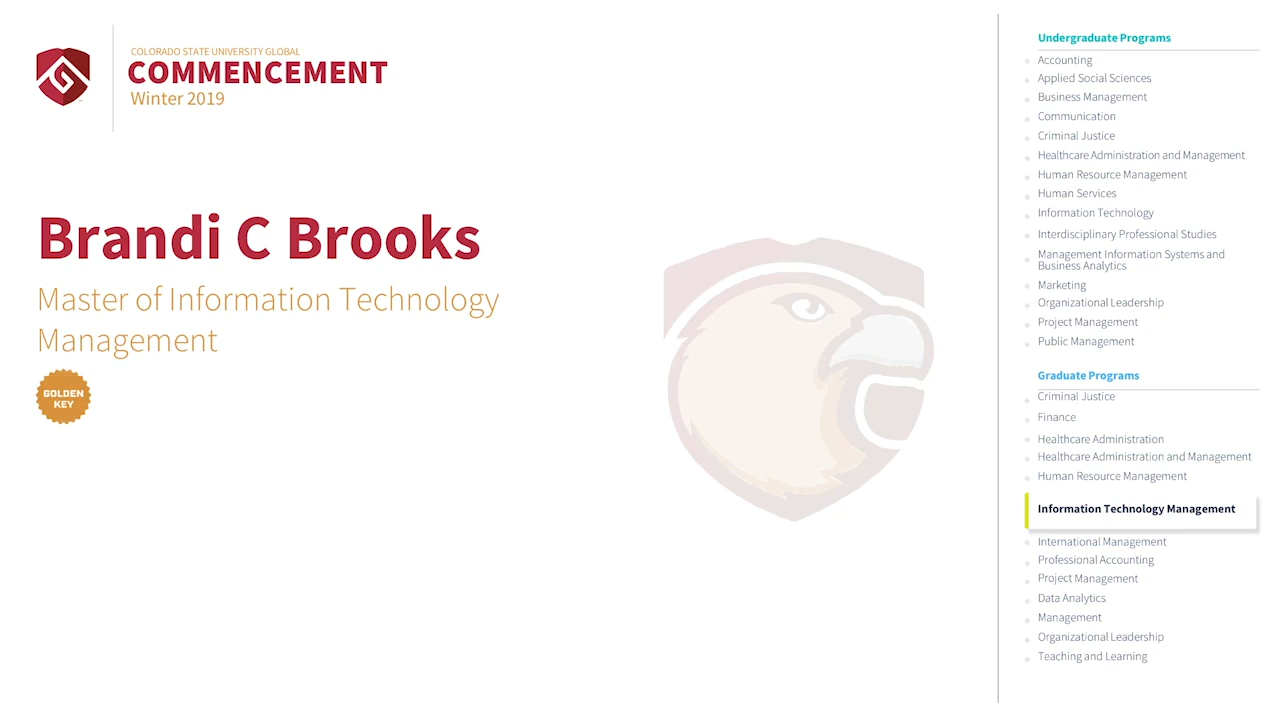 COLORADO STATE UNIVERSITY GLOBAL
COMMENCEMENT
Winter 2019
Brandi C Brooks
Master of Information Technology
Management
GOLDEN
KEY
Undergraduate Programs
Accounting
Applied Social Sciences
Business Management
Communication
Criminal Justice
Healthcare Administration and Management
Human Resource Management
Human Services
Information Technology
Interdisciplinary Professional Studies
Management Information Systems and
Business Analytics
Marketing
Organizational Leadership
Project Management
Public Management
Graduate Programs
Criminal Justice
Finance
Healthcare Administration
Healthcare Administration and Management
Human Resource Management
Information Technology Management
International Management
Professional Accounting
Project Management
Data Analytics
Management
Organizational Leadership
Teaching and Learning